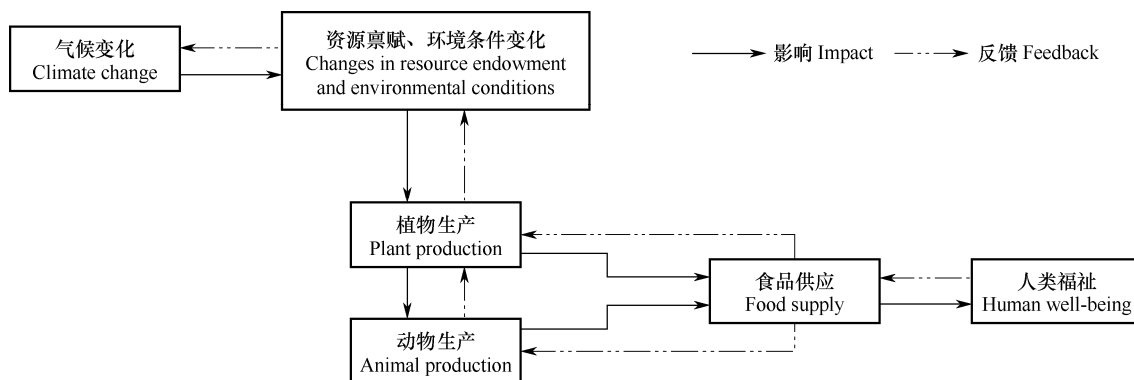 气候变化
Climate change
资源禀赋、环境条件变化
Changes in resource endowment
and environmental conditions
影响 Impact
反馈 Feedback
植物生产
Plant production
食品供应
Food supply
人类福祉
Human well-being
动物生产
Animal production